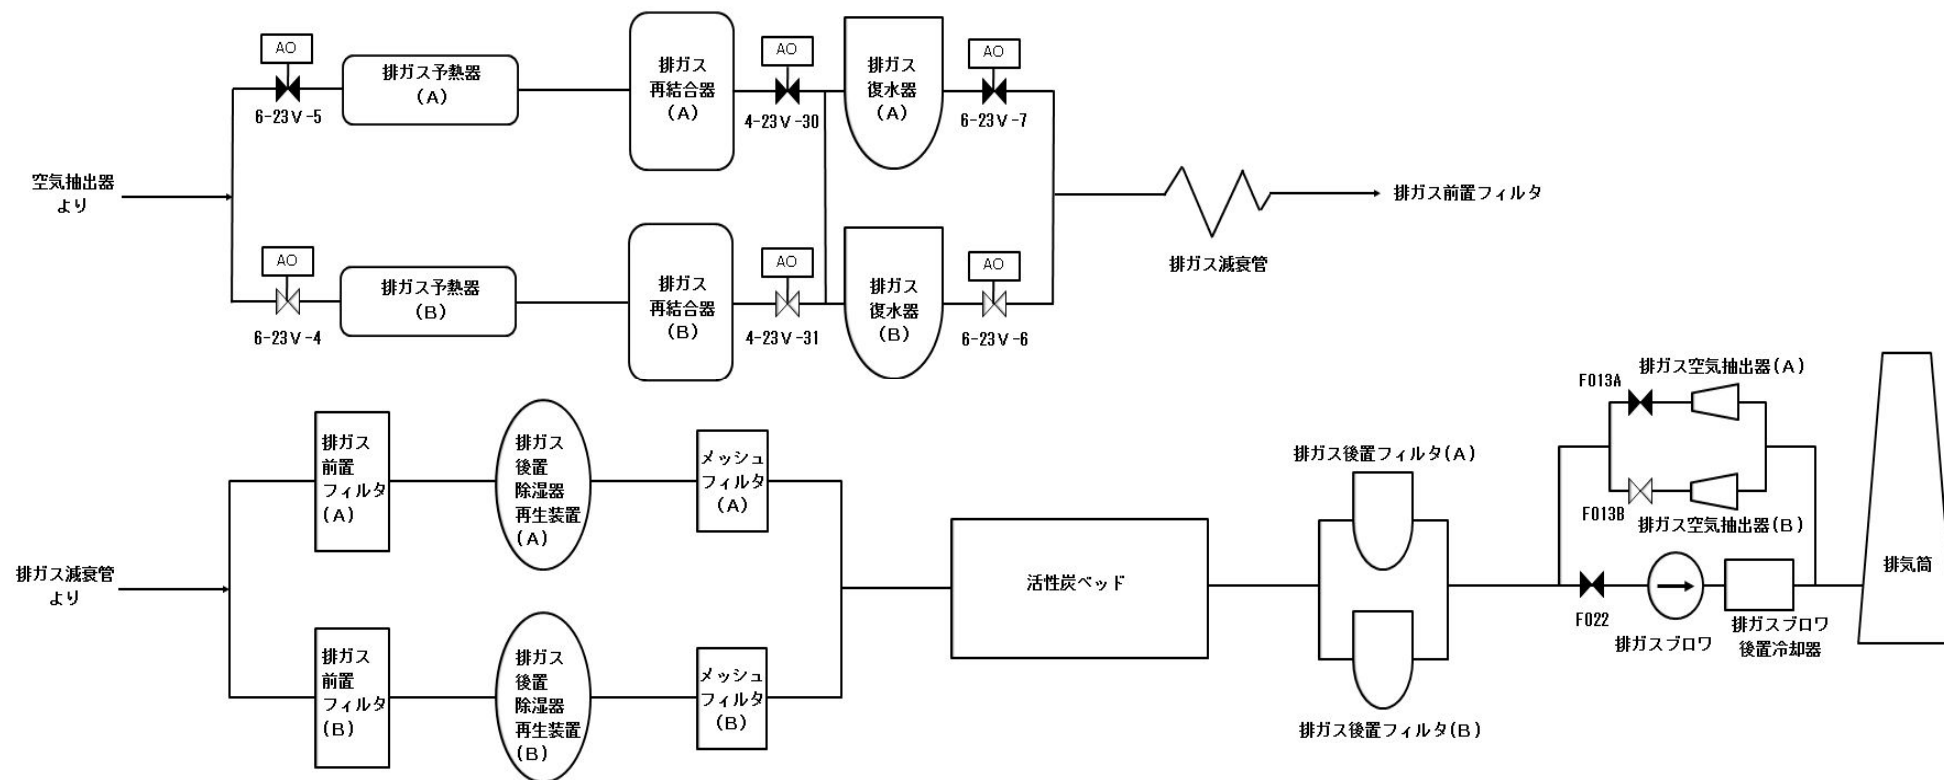 AO
6-23V-5
排ガス予熱器
(A)
排ガス
再結合器
(A)
AO
4-23V-30
排ガス
復水器
(A)
AO
6-23V-7
空気抽出器
より
AO
6-23V-4
排ガス予熱器
(B)
排ガス
再結合器
(B)
AO
4-23V-31
排ガス
復水器
(B)
AO
6-23V-6
排ガス減衰管
排ガス前置フィルタ
排ガス減衰管
より
排ガス
前置
フィルタ
(A)
排ガス
後置
除湿器
再生装置
(A)
メッシュ
フィルタ
(A)
排ガス
前置
フィルタ
(B)
排ガス
後置
除湿器
再生装置
(B)
メッシュ
フィルタ
(B)
活性炭ベッド
排ガス後置フィルタ(A)
排ガス後置フィルタ(B)
F013A
排ガス空気抽出器(A)
F013B
排ガス空気抽出器(B)
F022
排ガスブロワ
排ガスブロワ
後置冷却器
排気筒